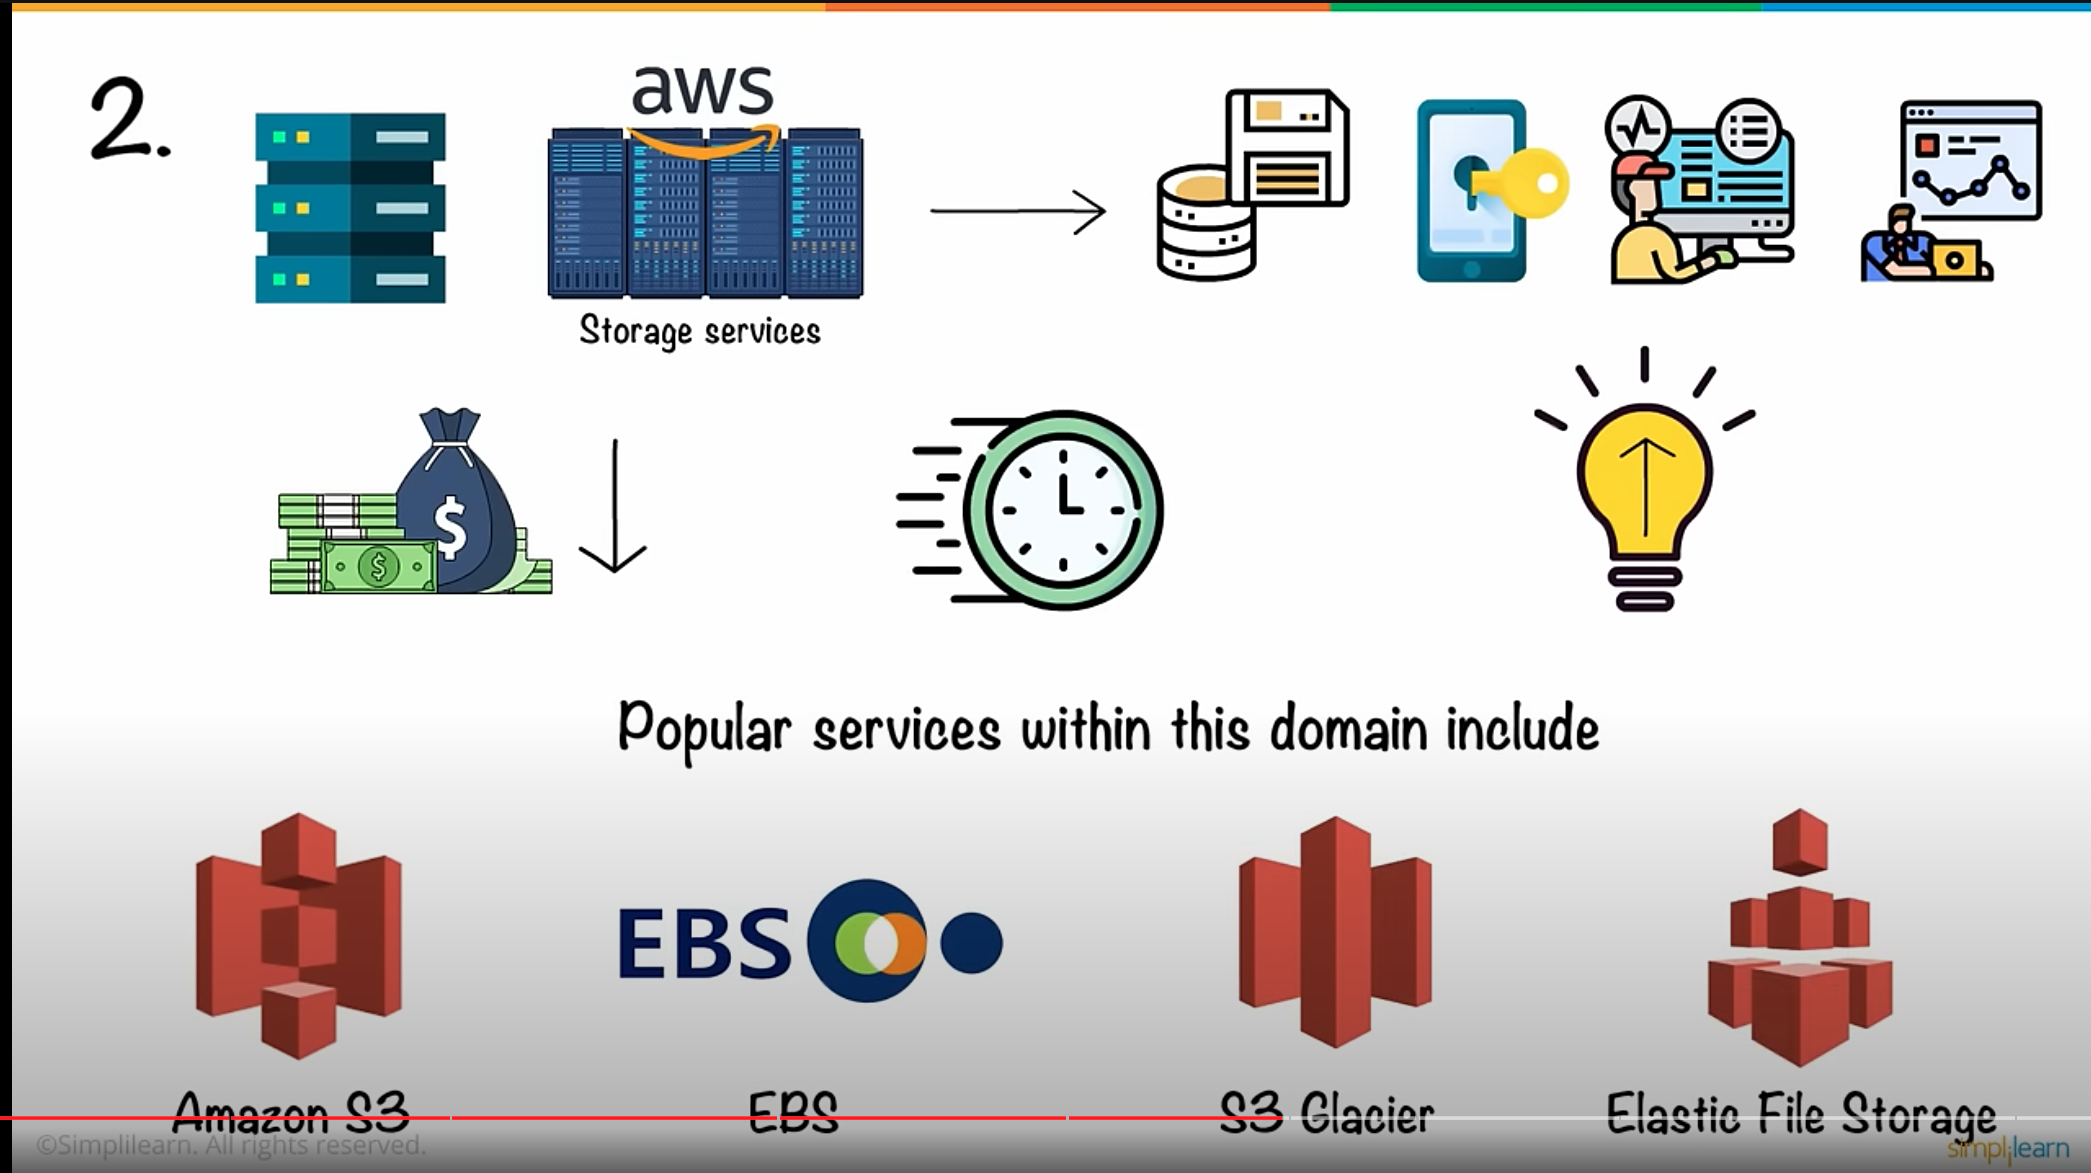 2.
aws
Storage services
$
$
Popular services within this domain include
EBS
Amazon S3
EBS
S3 Glacier
Elastic File Storage
©Simplilearn. All rights reserved.
simplilearn